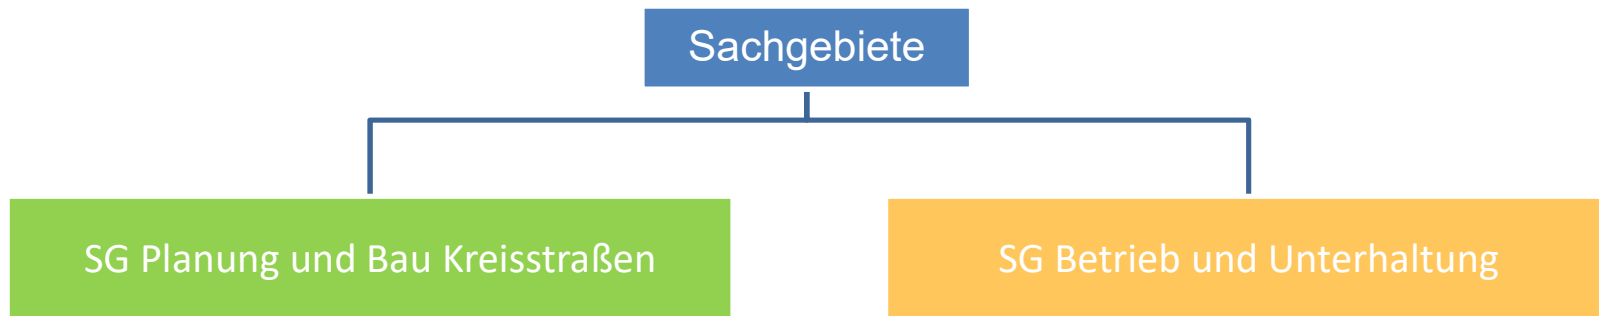 Sachgebiete
SG Planung und Bau Kreisstraßen
SG Betrieb und Unterhaltung